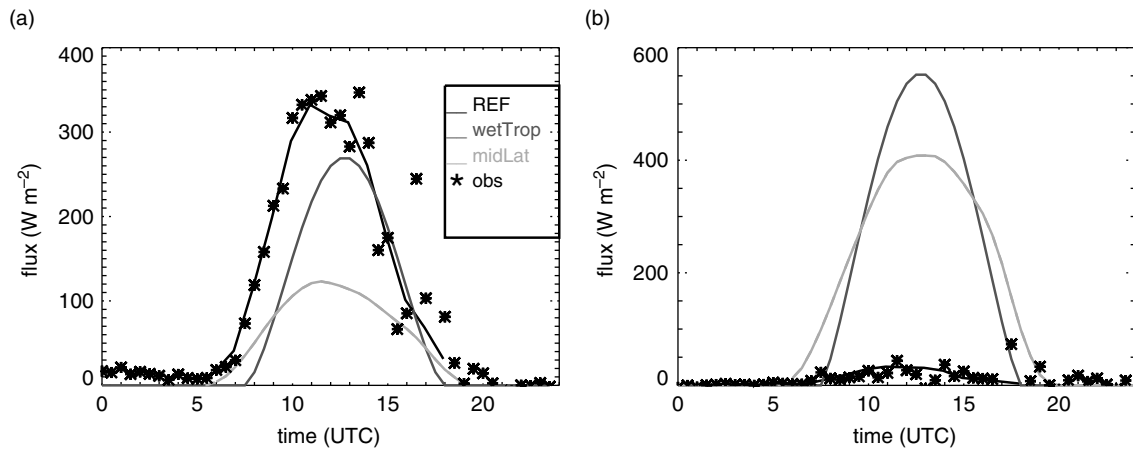 (a)
400
300
200
100
0
flux (W m⁻²)
0 5 10 15 20
time (UTC)
REF
wetTrop
midLat
* obs
(b)
600
400
200
0
flux (W m⁻²)
0 5 10 15 20
time (UTC)